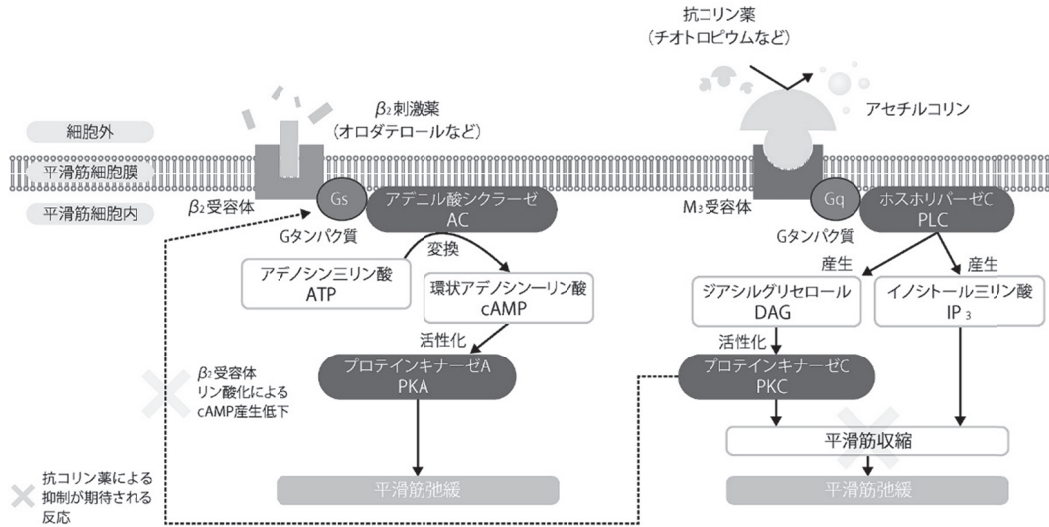 抗コリン薬
（チオトロピウムなど）
アセチルコリン
β₂刺激薬
（オロダテロールなど）
細胞外
平滑筋細胞膜
平滑筋細胞内
β₂受容体
Gs
Gタンパク質
アデニル酸シクラーゼ
AC
変換
アデノシン三リン酸
ATP
環状アデノシン一リン酸
cAMP
活性化
プロテインキナーゼA
PKA
平滑筋弛緩
β₂受容体
リン酸化による
cAMP産生低下
抗コリン薬による
抑制が期待される
反応
M₃受容体
Gq
Gタンパク質
ホスホリパーゼC
PLC
産生
産生
ジアシルグリセロール
DAG
イノシトール三リン酸
IP₃
活性化
プロテインキナーゼC
PKC
平滑筋収縮
平滑筋弛緩